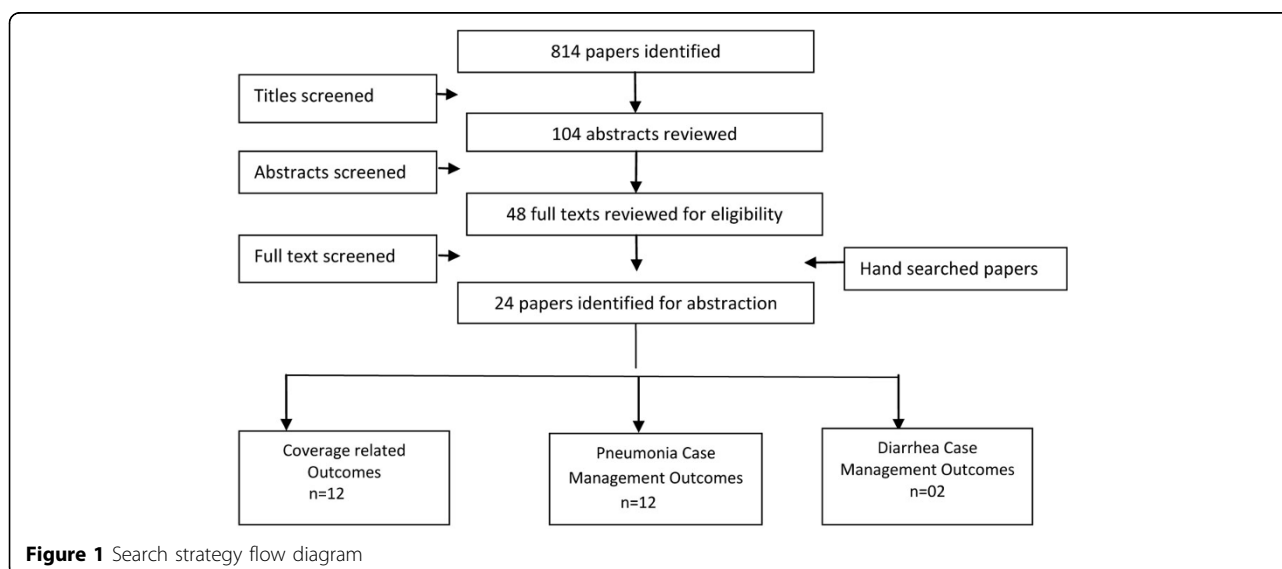 814 papers identified
Titles screened
104 abstracts reviewed
Abstracts screened
48 full texts reviewed for eligibility
Full text screened
Hand searched papers
24 papers identified for abstraction
Coverage related
Outcomes
n=12
Pneumonia Case
Management Outcomes
n=12
Diarrhea Case
Management Outcomes
n=02
Figure 1 Search strategy flow diagram